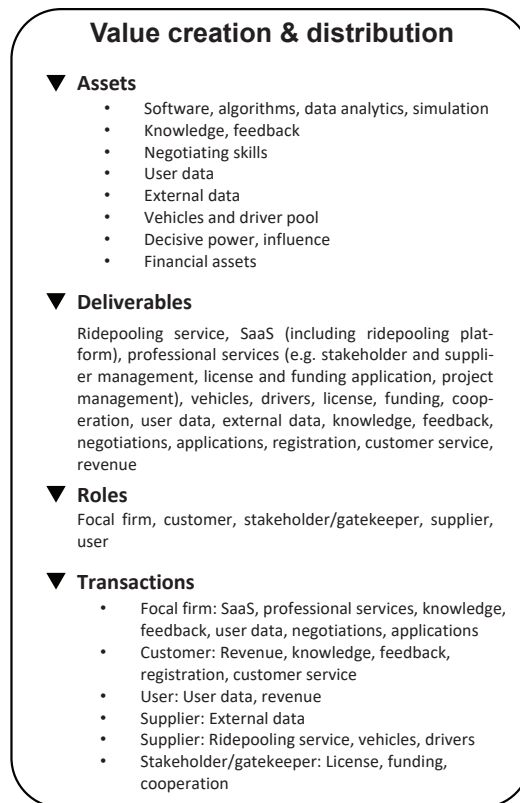 Value creation & distribution
▼ Assets
• Software, algorithms, data analytics, simulation
• Knowledge, feedback
• Negotiating skills
• User data
• External data
• Vehicles and driver pool
• Decisive power, influence
• Financial assets
▼ Deliverables
Ridepooling service, SaaS (including ridepooling plat-
form), professional services (e.g. stakeholder and suppli-
er management, license and funding application, project
management), vehicles, drivers, license, funding, coop-
eration, user data, external data, knowledge, feedback,
negotiations, applications, registration, customer service,
revenue
▼ Roles
Focal firm, customer, stakeholder/gatekeeper, supplier,
user
▼ Transactions
• Focal firm: SaaS, professional services, knowledge,
feedback, user data, negotiations, applications
• Customer: Revenue, knowledge, feedback,
registration, customer service
• User: User data, revenue
• Supplier: External data
• Supplier: Ridepooling service, vehicles, drivers
• Stakeholder/gatekeeper: License, funding,
cooperation